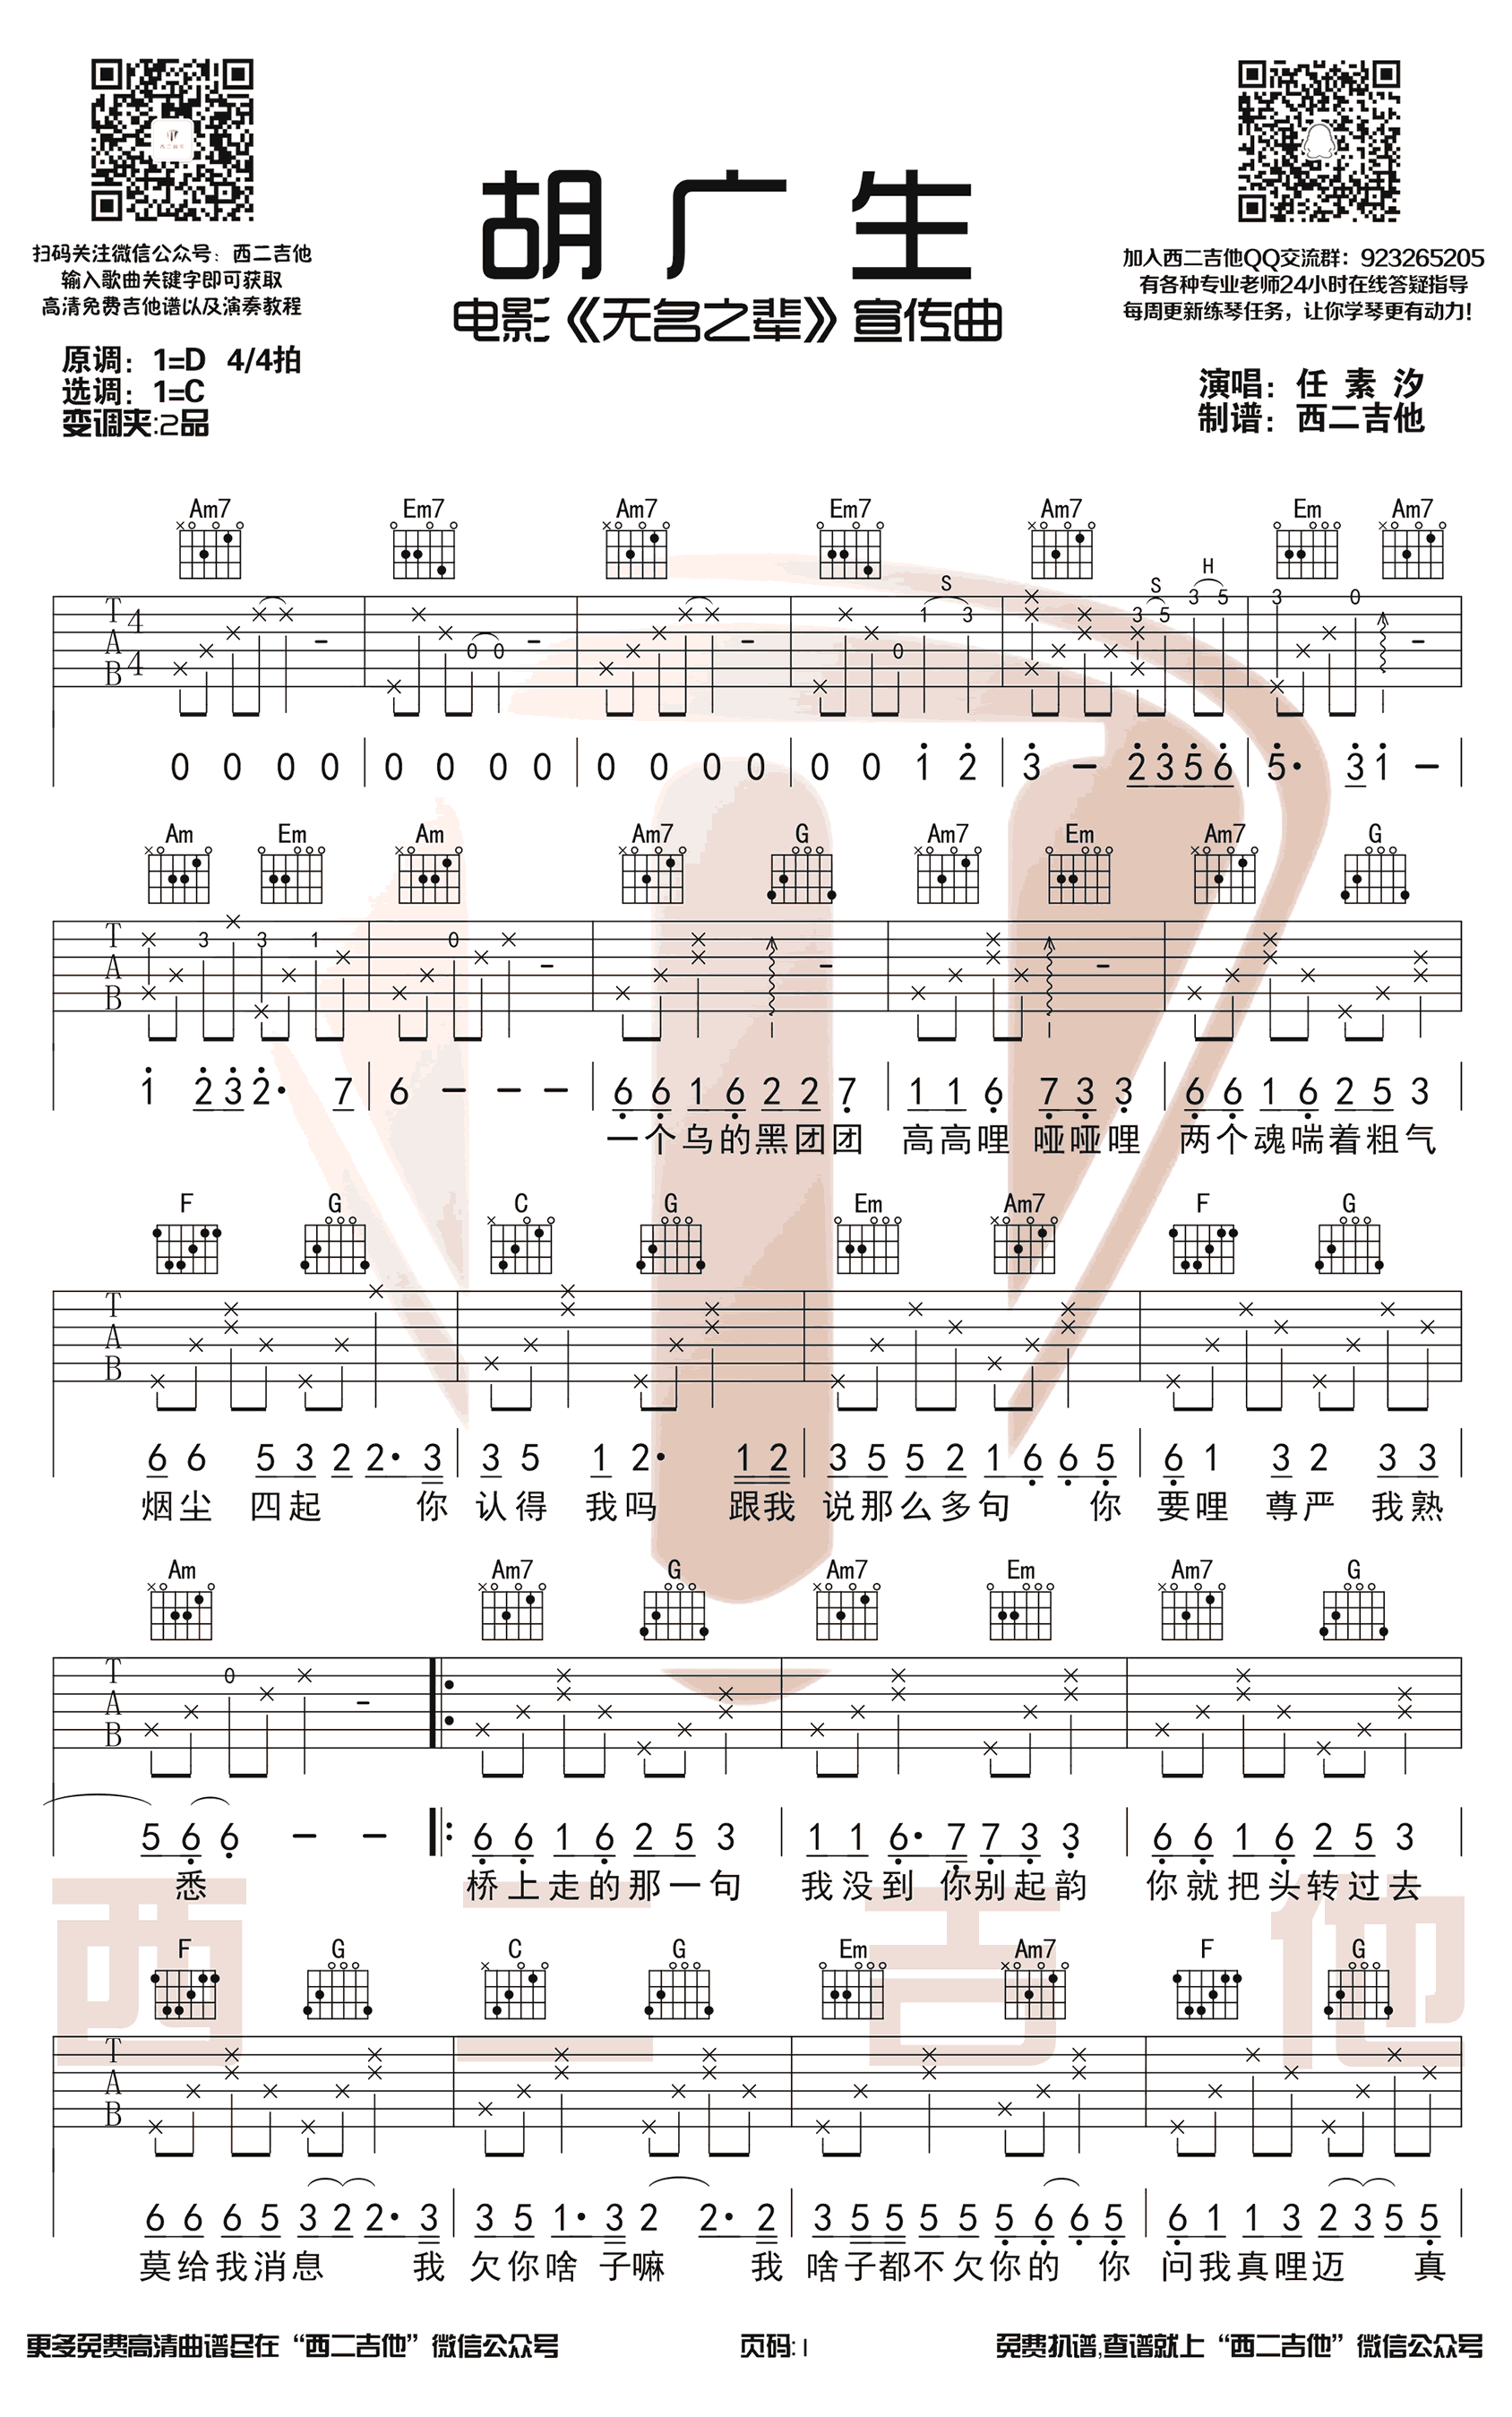 胡广生
电影《无名之辈》宣传曲
扫码关注微信公众号：西二吉他
输入歌曲关键字即可获取
高清免费吉他谱以及演奏教程
加入西二吉他QQ交流群：923265205
有各种专业老师24小时在线答疑指导
每周更新练琴任务，让你学琴更有动力！
原调：1=D 4/4拍
选调：1=C
变调夹:2品
演唱：任 素 汐
制谱：西二吉他
Am7 Em7 Am7 Em7 Am7 Em Am7
S S H
T A B 4 4
0 0 1 3 3 5 3 5 3 0
0 0 0 0 0 0 0 0 0 0 0 0 0 0 1 2 3 - 2 3 5 6 5· 3 1 -
Am Em Am Am7 G Am7 Em Am7 G
T A B
3 3 1 0
1 2 3 2· 7 6 - - - 6 6 1 6 2 2 7 1 1 6 7 3 3 6 6 1 6 2 5 3
一个乌的黑团团 高高哩 哑哑哩 两个魂喘着粗气
F G C G Em Am7 F G
T A B
6 6 5 3 2 2· 3 3 5 1 2· 1 2 3 5 5 2 1 6 6 5 6 1 3 2 3 3
烟尘 四起 你 认得 我吗 跟我 说那么多句 你 要哩 尊严 我熟
Am Am7 G Am7 Em Am7 G
T A B
0
5 6 6 - - 6 6 1 6 2 5 3 1 1 6· 7 7 3 3 6 6 1 6 2 5 3
悉 桥上走的那一句 我没到 你别起韵 你就把头转过去
F G C G Em Am7 F G
T A B
6 6 6 5 3 2 2· 3 3 5 1· 3 2 2· 2 3 5 5 5 5 5 6 6 5 6 1 1 3 2 3 5 5
莫给我消息 我 欠你啥 子嘛 我 啥子都不欠你的 你 问我真哩迈 真
西二吉他
更多免费高清曲谱尽在“西二吉他”微信公众号
页码:1
免费扒谱,查谱就上“西二吉他”微信公众号